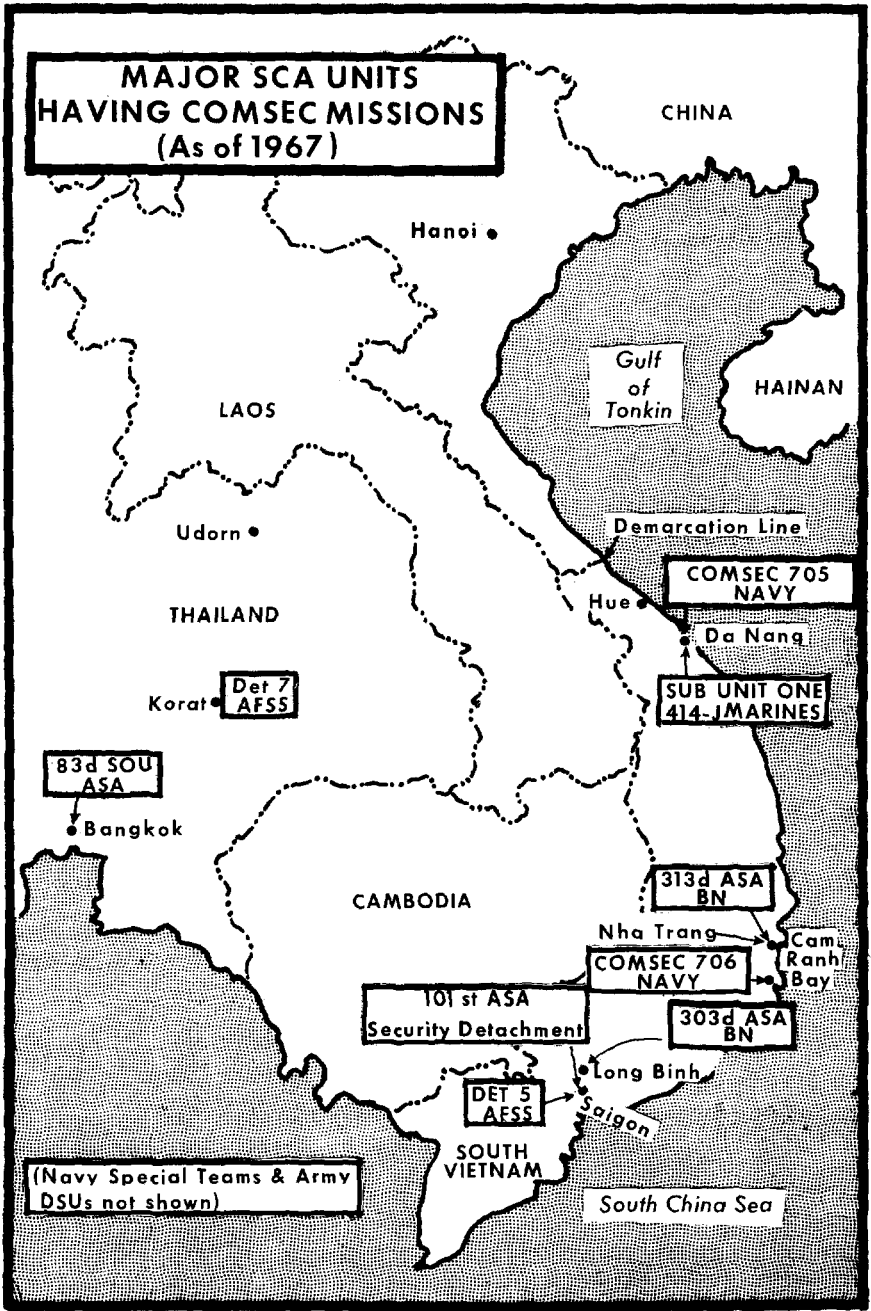 MAJOR SCA UNITS
HAVING COMSEC MISSIONS
(As of 1967)
CHINA
Hanoi
Gulf
of
Tonkin
HAINAN
LAOS
Udorn
Demarcation Line
COMSEC 705
NAVY
THAILAND
Hue
Da Nang
Korat
Det 7
AFSS
SUB UNIT ONE
414-J MARINES
83d SOU
ASA
Bangkok
313d ASA
BN
CAMBODIA
Nha Trang
Cam
Ranh
Bay
COMSEC 706
NAVY
101 st ASA
Security Detachment
303d ASA
BN
Long Binh
DET 5
AFSS
Saigon
SOUTH
VIETNAM
(Navy Special Teams & Army
DSUs not shown)
South China Sea